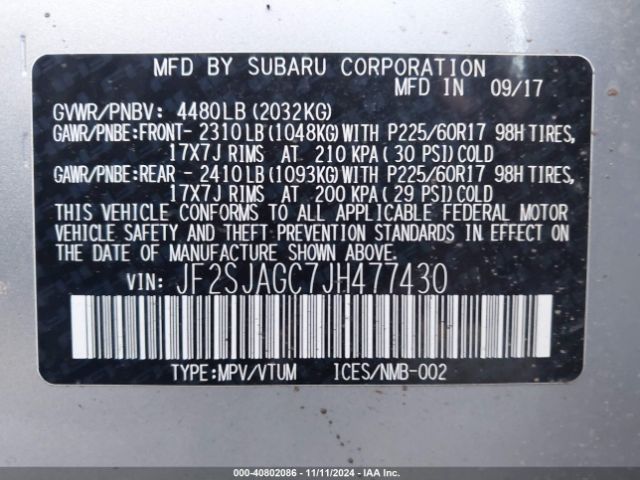 MFD BY SUBARU CORPORATION
MFD IN 09/17
GVWR/PNBV: 4480LB (2032KG)
GAWR/PNBE:FRONT- 2310LB(1048KG)WITH P225/60R17 98H TIRES,
17X7J RIMS AT 210 KPA(30 PSI)COLD
GAWR/PNBE:REAR - 2410LB(1093KG)WITH P225/60R17 98H TIRES,
17X7J RIMS AT 200 KPA(29 PSI)COLD
THIS VEHICLE CONFORMS TO ALL APPLICABLE FEDERAL MOTOR
VEHICLE SAFETY AND THEFT PREVENTION STANDARDS IN EFFECT
ON THE DATE OF MANUFACTURE SHOWN ABOVE.
VIN: JF2SJAGC7JH477430
TYPE:MPV/VTUM ICES/NMB-002
000-40802086 - 11/11/2024 - IAA Inc.